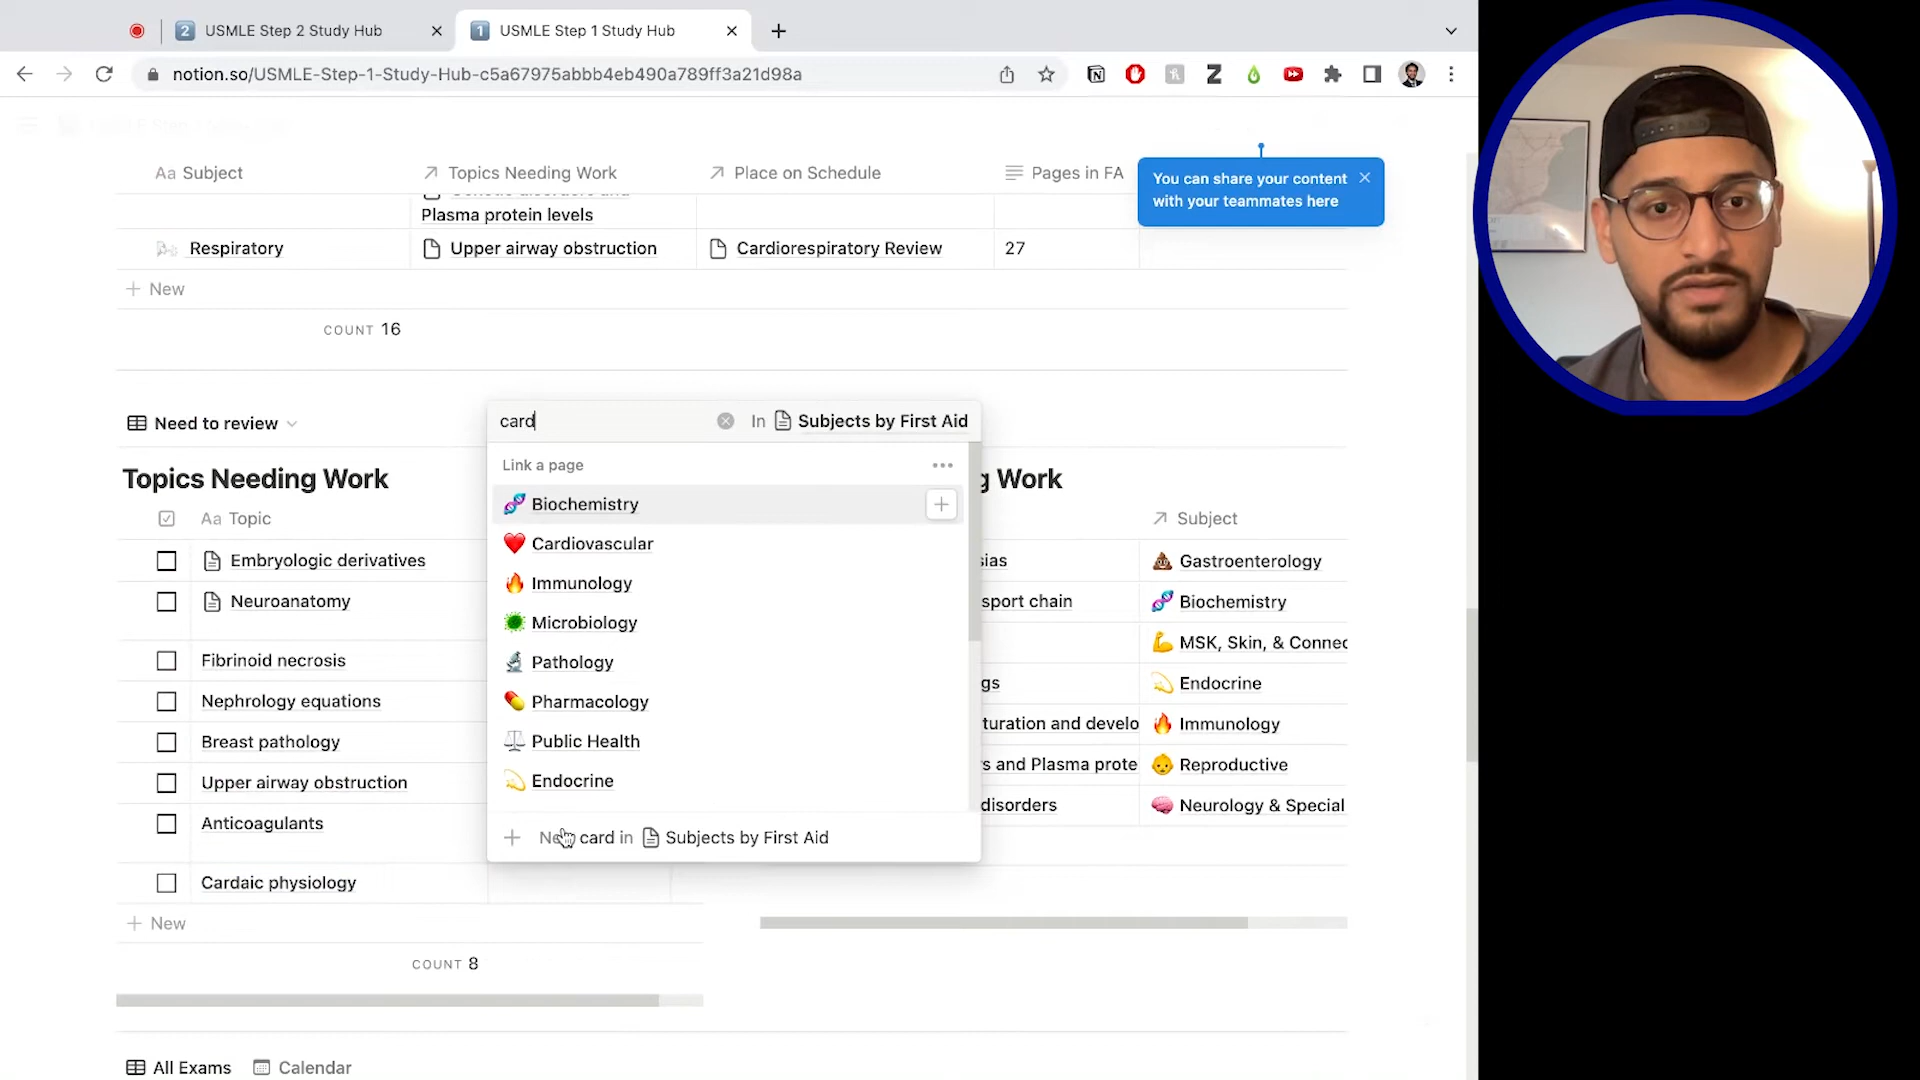 2 USMLE Step 2 Study Hub
1 USMLE Step 1 Study Hub
notion.so/USMLE-Step-1-Study-Hub-c5a67975abbb4eb490a789ff3a21d98a
Aa Subject
Topics Needing Work
Place on Schedule
Pages in FA
You can share your content
with your teammates here
Plasma protein levels
Respiratory
Upper airway obstruction
Cardiorespiratory Review
27
New
COUNT 16
Need to review
card
In Subjects by First Aid
Link a page
Topics Needing Work
g Work
Aa Topic
Subject
Biochemistry
Cardiovascular
Immunology
Microbiology
Pathology
Pharmacology
Public Health
Endocrine
card in Subjects by First Aid
Embryologic derivatives
Neuroanatomy
Fibrinoid necrosis
Nephrology equations
Breast pathology
Upper airway obstruction
Anticoagulants
Cardaic physiology
New
COUNT 8
sias
Gastroenterology
sport chain
Biochemistry
MSK, Skin, & Connec
gs
Endocrine
turation and develo
Immunology
s and Plasma prote
Reproductive
disorders
Neurology & Special
All Exams
Calendar